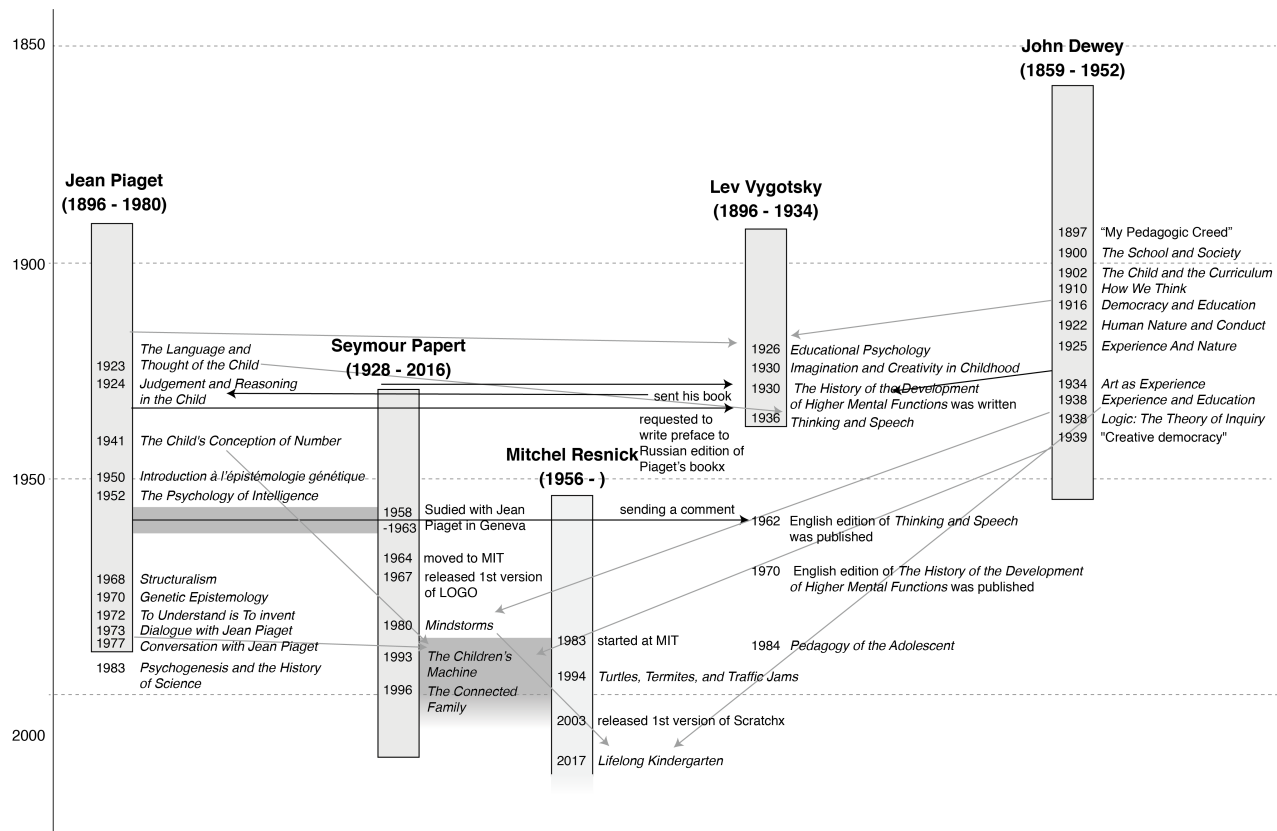 1850
1900
1950
2000
Jean Piaget
(1896 - 1980)
1923
The Language and
Thought of the Child
1924
Judgement and Reasoning
in the Child
1941
The Child's Conception of Number
1950
Introduction à l'épistémologie génétique
1952
The Psychology of Intelligence
1968
Structuralism
1970
Genetic Epistemology
1972
To Understand is To invent
1973
Dialogue with Jean Piaget
1977
Conversation with Jean Piaget
1983
Psychogenesis and the History
of Science
Seymour Papert
(1928 - 2016)
1958
-1963
Sudied with Jean
Piaget in Geneva
1964
moved to MIT
1967
released 1st version
of LOGO
1980
Mindstorms
1993
The Children's
Machine
1996
The Connected
Family
Mitchel Resnick
(1956 - )
1983
started at MIT
1994
Turtles, Termites, and Traffic Jams
2003
released 1st version of Scratchx
2017
Lifelong Kindergarten
sent his book
requested to
write preface to
Russian edition of
Piaget's bookx
sending a comment
Lev Vygotsky
(1896 - 1934)
1926
Educational Psychology
1930
Imagination and Creativity in Childhood
1930
The History of the Development
of Higher Mental Functions was written
1936
Thinking and Speech
1962
English edition of Thinking and Speech
was published
1970
English edition of The History of the Development
of Higher Mental Functions was published
1984
Pedagogy of the Adolescent
John Dewey
(1859 - 1952)
1897
“My Pedagogic Creed”
1900
The School and Society
1902
The Child and the Curriculum
1910
How We Think
1916
Democracy and Education
1922
Human Nature and Conduct
1925
Experience And Nature
1934
Art as Experience
1938
Experience and Education
1938
Logic: The Theory of Inquiry
1939
"Creative democracy"